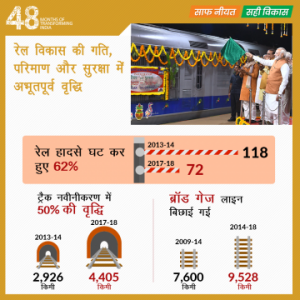 48 MONTHS OF TRANSFORMING INDIA
साफ नीयत सही विकास
रेल विकास की गति,
परिमाण और सुरक्षा में
अभूतपूर्व वृद्धि
रेल हादसे घट कर
हुए 62%
2013-14
118
2017-18
72
ट्रैक नवीनीकरण में
50% की वृद्धि
2013-14
2017-18
2,926
किमी
4,405
किमी
ब्रॉड गेज लाइन
बिछाई गई
2009-14
2014-18
7,600
किमी
9,528
किमी